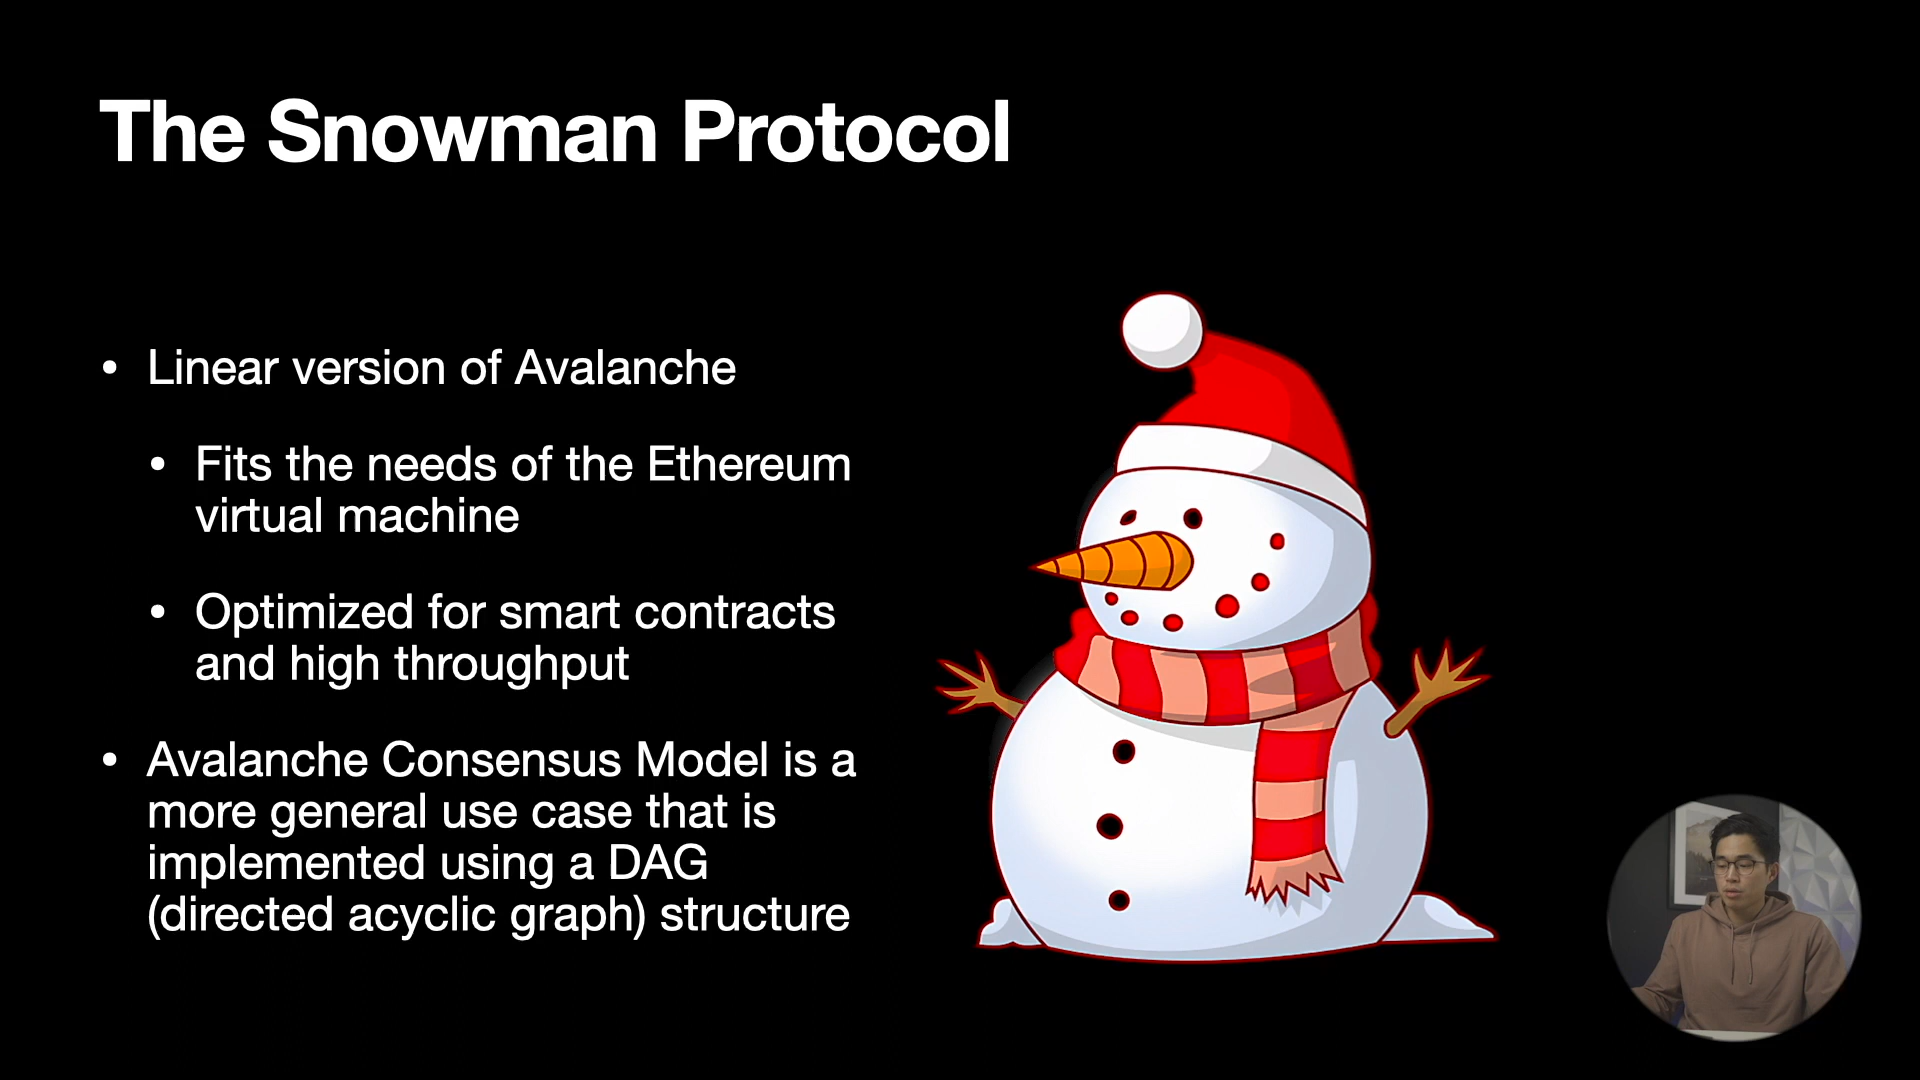 The Snowman Protocol
• Linear version of Avalanche
• Fits the needs of the Ethereum
virtual machine
• Optimized for smart contracts
and high throughput
• Avalanche Consensus Model is a
more general use case that is
implemented using a DAG
(directed acyclic graph) structure